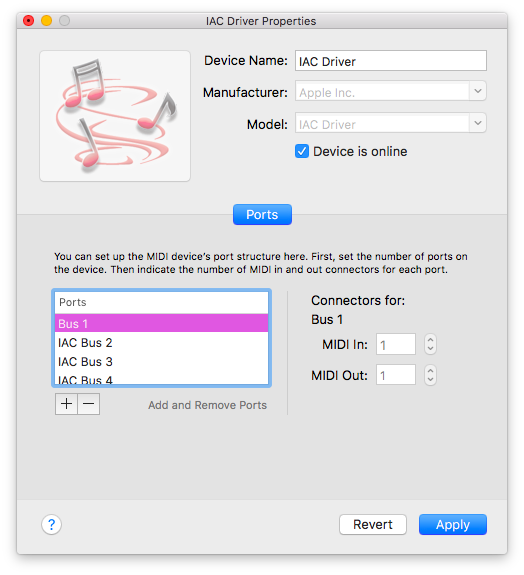 IAC Driver Properties
Device Name: IAC Driver
Manufacturer: Apple Inc.
Model: IAC Driver
Device is online
Ports
You can set up the MIDI device's port structure here. First, set the number of ports on
the device. Then indicate the number of MIDI in and out connectors for each port.
Ports
Bus 1
IAC Bus 2
IAC Bus 3
IAC Bus 4
+ −
Add and Remove Ports
Connectors for:
Bus 1
MIDI In: 1
MIDI Out: 1
?
Revert
Apply